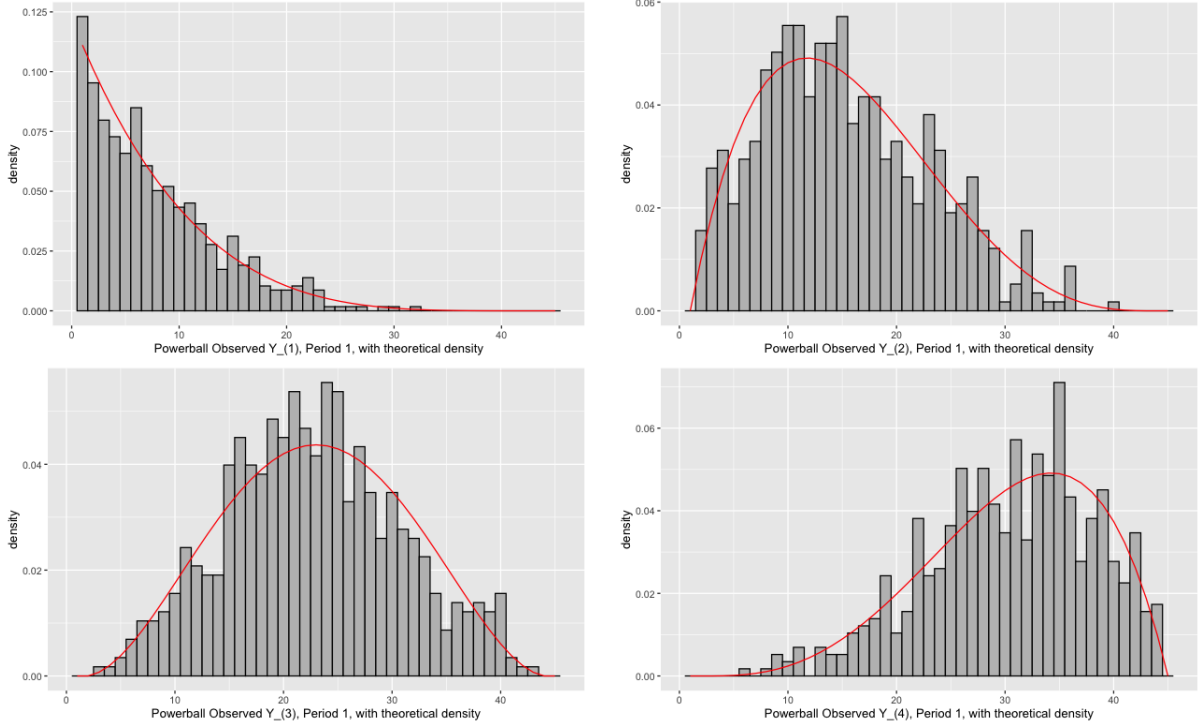 0.125
0.100
0.075
0.050
0.025
0.000
density
0 10 20 30 40
Powerball Observed Y_(1), Period 1, with theoretical density
0.06
0.04
0.02
0.00
density
0 10 20 30 40
Powerball Observed Y_(2), Period 1, with theoretical density
0.04
0.02
0.00
density
0 10 20 30 40
Powerball Observed Y_(3), Period 1, with theoretical density
0.06
0.04
0.02
0.00
density
0 10 20 30 40
Powerball Observed Y_(4), Period 1, with theoretical density